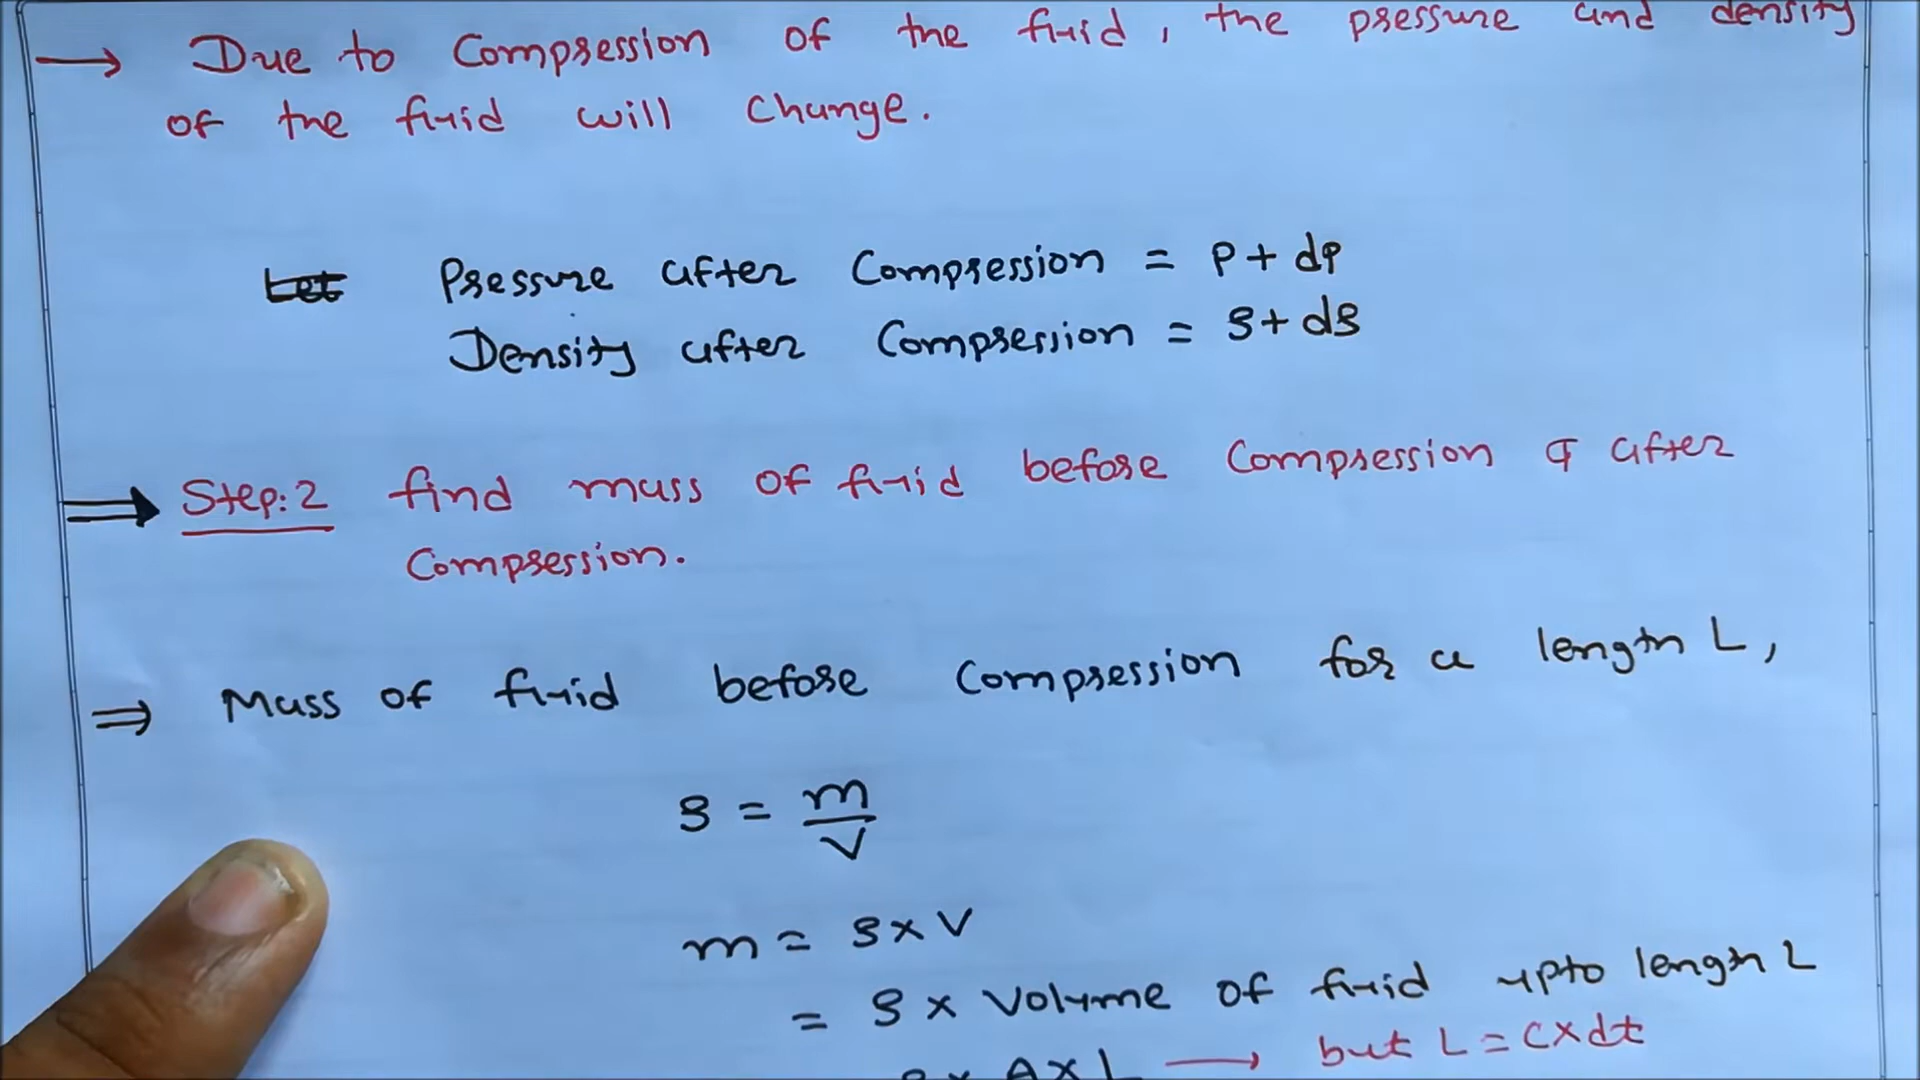 → Due to Compression of the fluid, the pressure and density
of the fluid will change.
Let Pressure after Compression = P + dp
Density after Compression = ρ + dρ
⇒ Step:2 find mass of fluid before Compression & after
Compression.
⇒ Mass of fluid before Compression for a length L,
ρ = m/V
m = ρ × V
= ρ × Volume of fluid upto length L
ρ × A × L → but L = C × dt